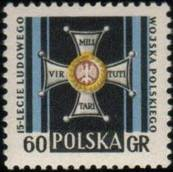 15-LECIE LUDOWEGO
WOJSKA POLSKIEGO
MILI
VIR TUTI
TARI
60 POLSKA GR